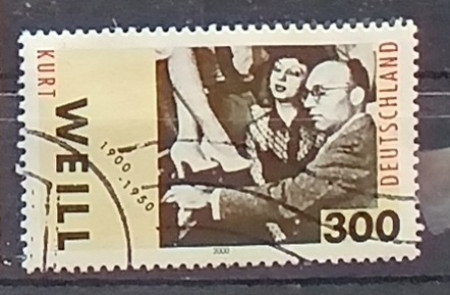 KURT
WEILL
1900-1950
DEUTSCHLAND
300
2000